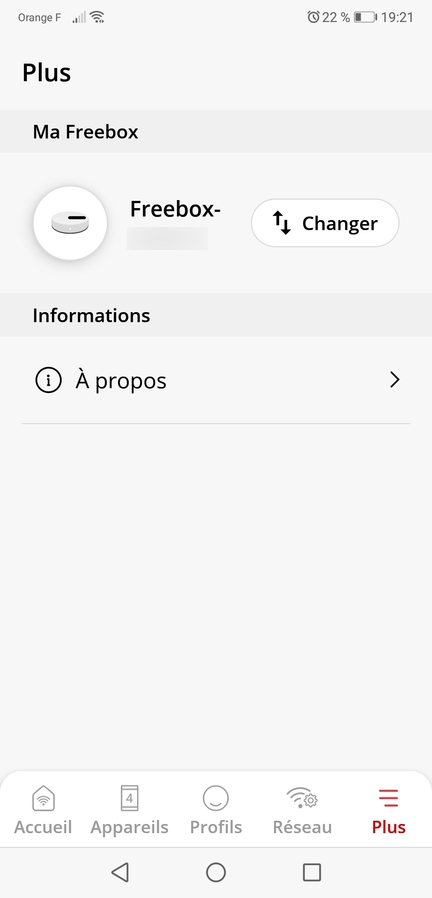 Orange F 22 % 19:21
Plus
Ma Freebox
Freebox-
Changer
Informations
À propos
4
Accueil Appareils Profils Réseau Plus